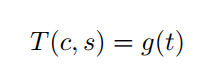 T(c, s) = g(t)